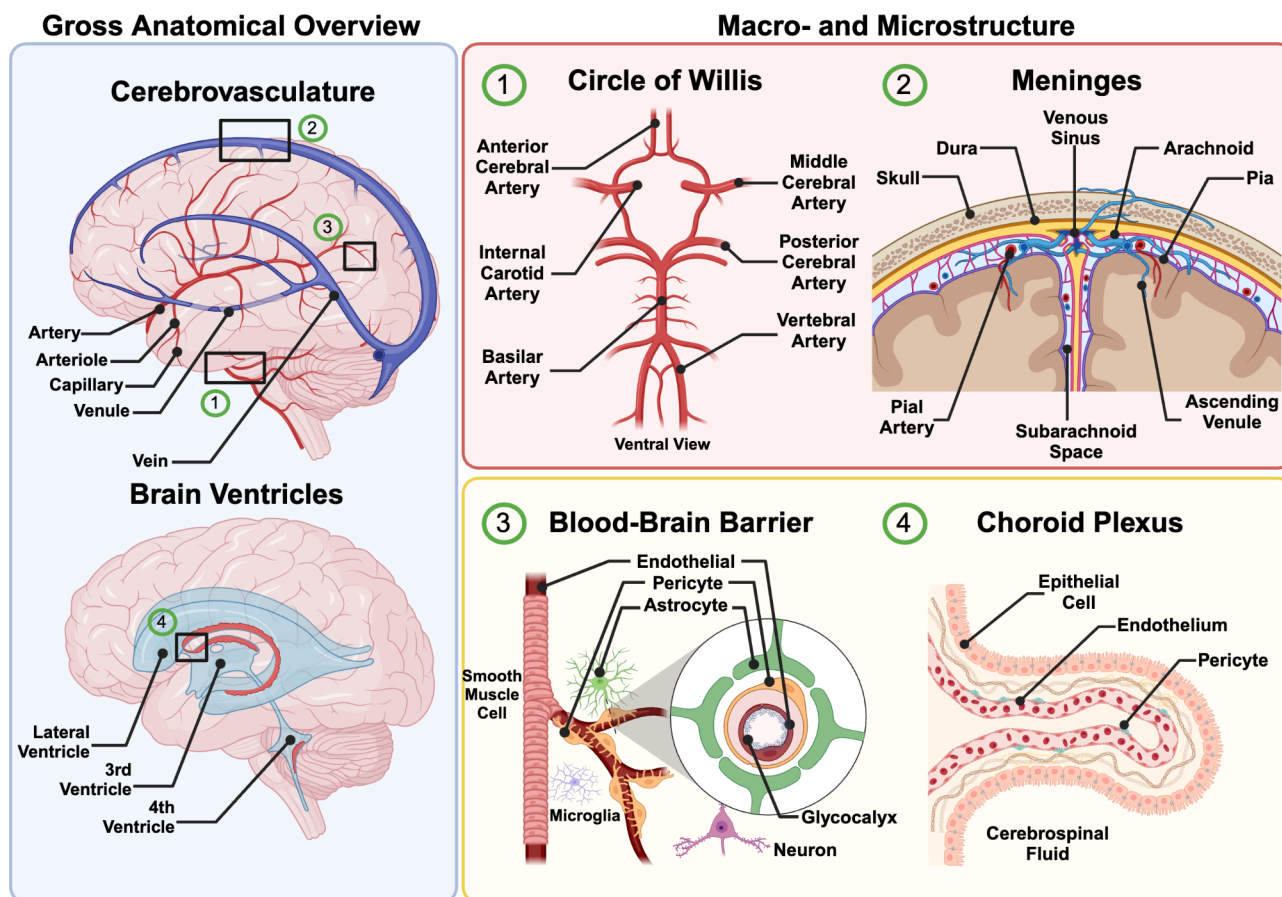 Gross Anatomical Overview
Macro- and Microstructure
Cerebrovasculature
2
3
Artery
Arteriole
Capillary
Venule
1
Vein
Brain Ventricles
4
Lateral
Ventricle
3rd
Ventricle
4th
Ventricle
1
Circle of Willis
Anterior
Cerebral
Artery
Middle
Cerebral
Artery
Internal
Carotid
Artery
Posterior
Cerebral
Artery
Basilar
Artery
Vertebral
Artery
Ventral View
2
Meninges
Venous
Sinus
Dura
Arachnoid
Skull
Pia
Pial
Artery
Subarachnoid
Space
Ascending
Venule
3
Blood-Brain Barrier
Endothelial
Pericyte
Astrocyte
Smooth
Muscle
Cell
Microglia
Glycocalyx
Neuron
4
Choroid Plexus
Epithelial
Cell
Endothelium
Pericyte
Cerebrospinal
Fluid